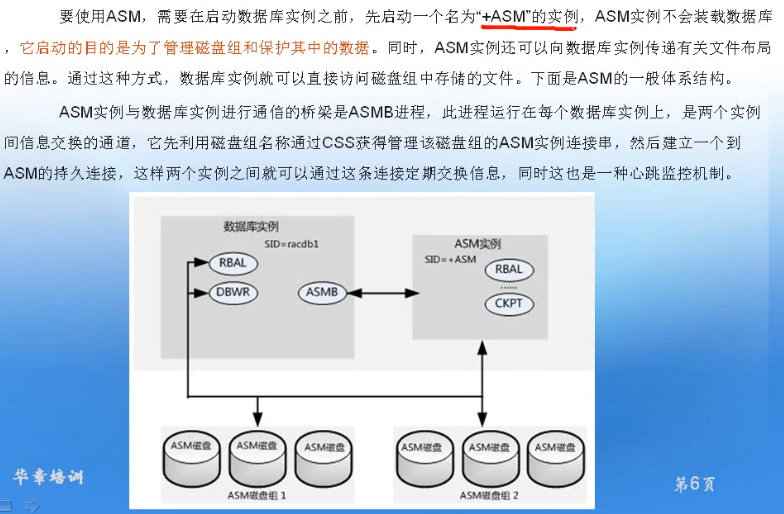 要使用ASM，需要在启动数据库实例之前，先启动一个名为“+ASM”的实例，ASM实例不会装载数据库
，它启动的目的是为了管理磁盘组和保护其中的数据。同时，ASM实例还可以向数据库实例传递有关文件布局
的信息。通过这种方式，数据库实例就可以直接访问磁盘组中存储的文件。下面是ASM的一般体系结构。
ASM实例与数据库实例进行通信的桥梁是ASMB进程，此进程运行在每个数据库实例上，是两个实例
间信息交换的通道，它先利用磁盘组名称通过CSS获得管理该磁盘组的ASM实例连接串，然后建立一个到
ASM的持久连接，这样两个实例之间就可以通过这条连接定期交换信息，同时这也是一种心跳监控机制。
数据库实例
SID=racdb1
RBAL
DBWR
ASMB
ASM实例
SID=+ASM
RBAL
......
CKPT
ASM磁盘
ASM磁盘
ASM磁盘
ASM磁盘组 1
ASM磁盘
ASM磁盘
ASM磁盘
ASM磁盘组 2
华章培训
第6页